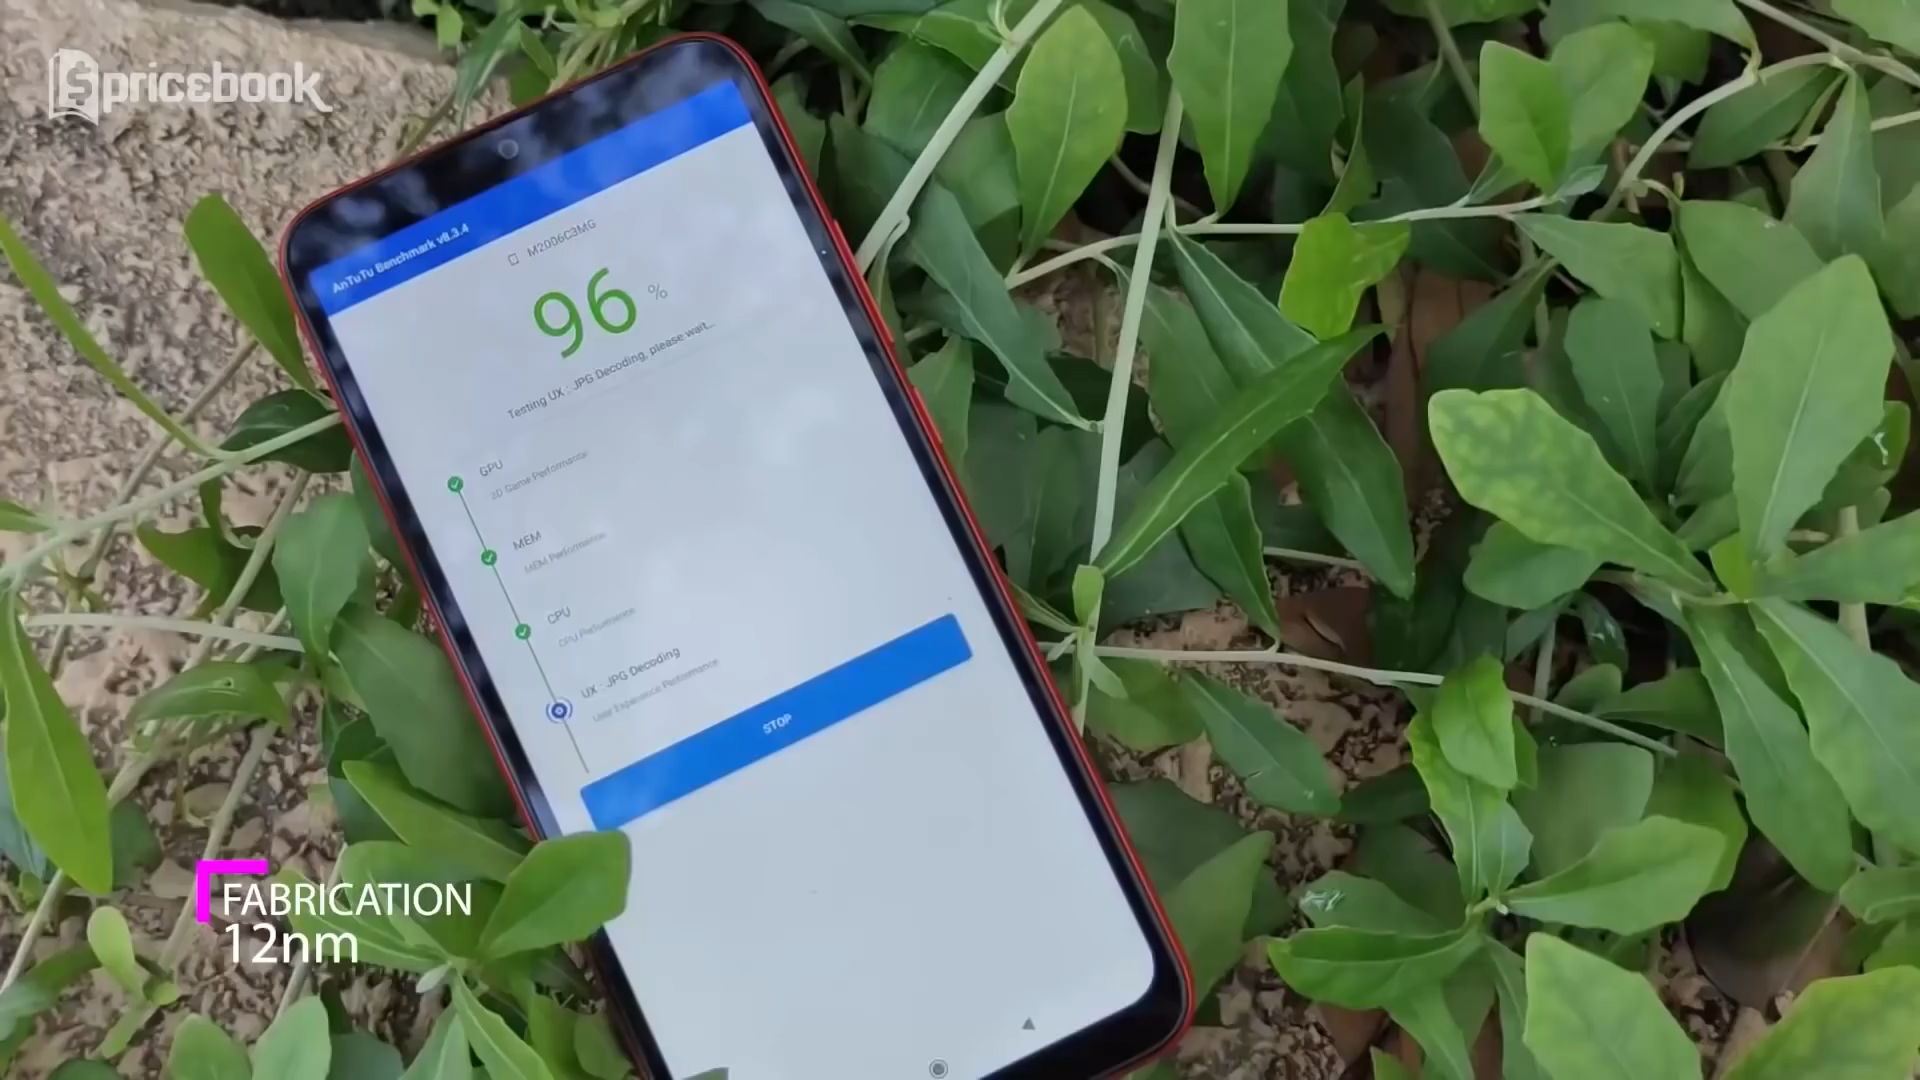 pricebook
AnTuTu Benchmark v8.3.4
M2006C3MG
96 %
Testing UX : JPG Decoding, please wait...
GPU
3D Game Performance
MEM
MEM Performance
CPU
CPU Performance
UX : JPG Decoding
User Experience Performance
STOP
FABRICATION
12nm